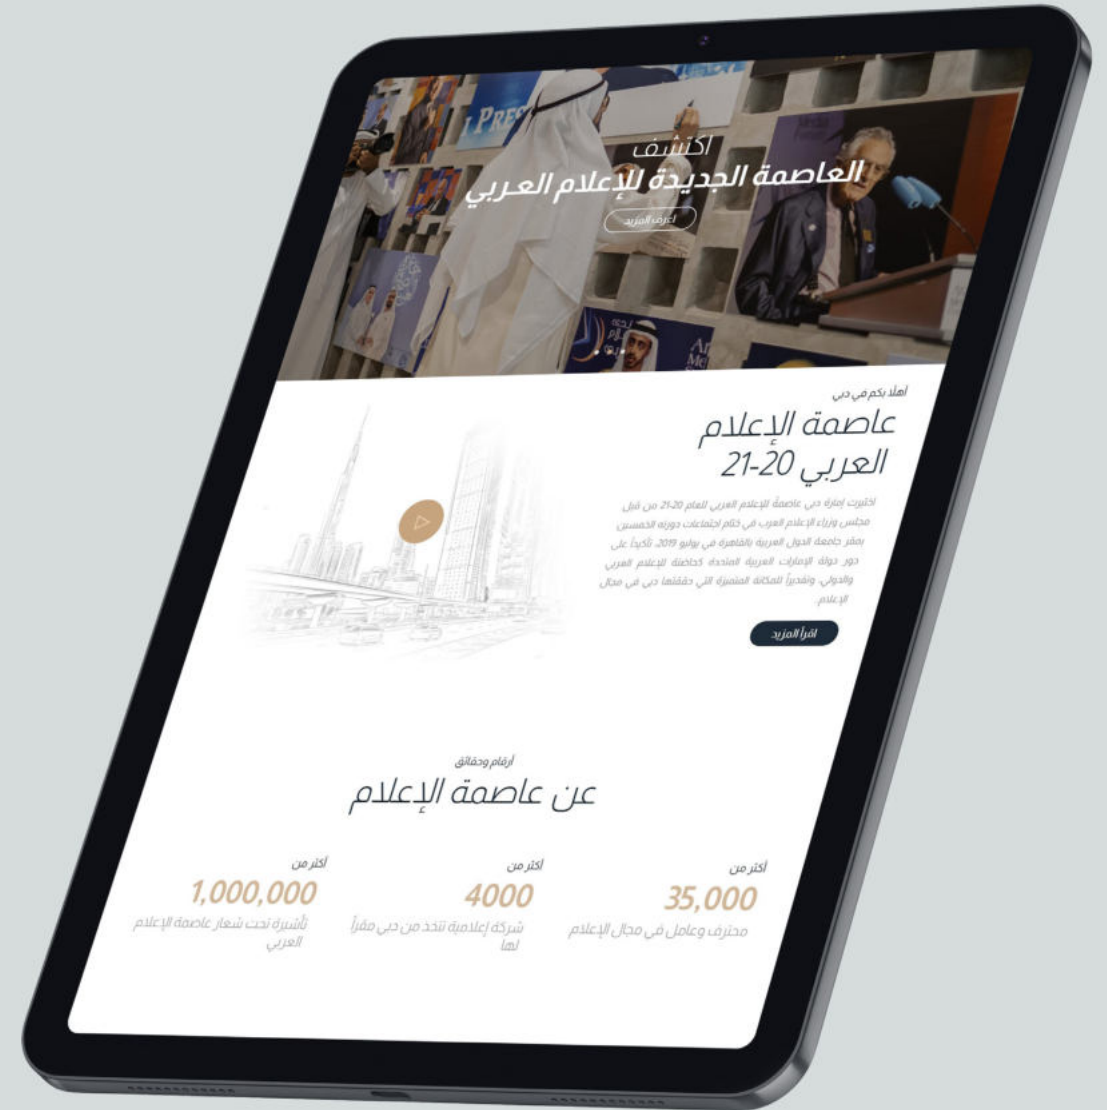 I PRES
اكتشف
العاصمة الجديدة للإعلام العربي
اعرف المزيد
أهلًا بكم في دبي
عاصمة الإعلام
العربي 20-21
اختيرت إمارة دبي عاصمةً للإعلام العربي للعام 20-21 من قبل
مجلس وزراء الإعلام العرب في ختام اجتماعات دورته الخمسين
بمقر جامعة الدول العربية بالقاهرة في يوليو 2019، تأكيداً على
دور دولة الإمارات العربية المتحدة كحاضنة للإعلام العربي
والدولي، وتقديراً للمكانة المتميزة التي حققتها دبي في مجال
الإعلام.
اقرأ المزيد
أرقام وحقائق
عن عاصمة الإعلام
أكثر من
35,000
محترف وعامل في مجال الإعلام
أكثر من
4000
شركة إعلامية تتخذ من دبي مقراً
لها
أكثر من
1,000,000
تأشيرة تحت شعار عاصمة الإعلام
العربي